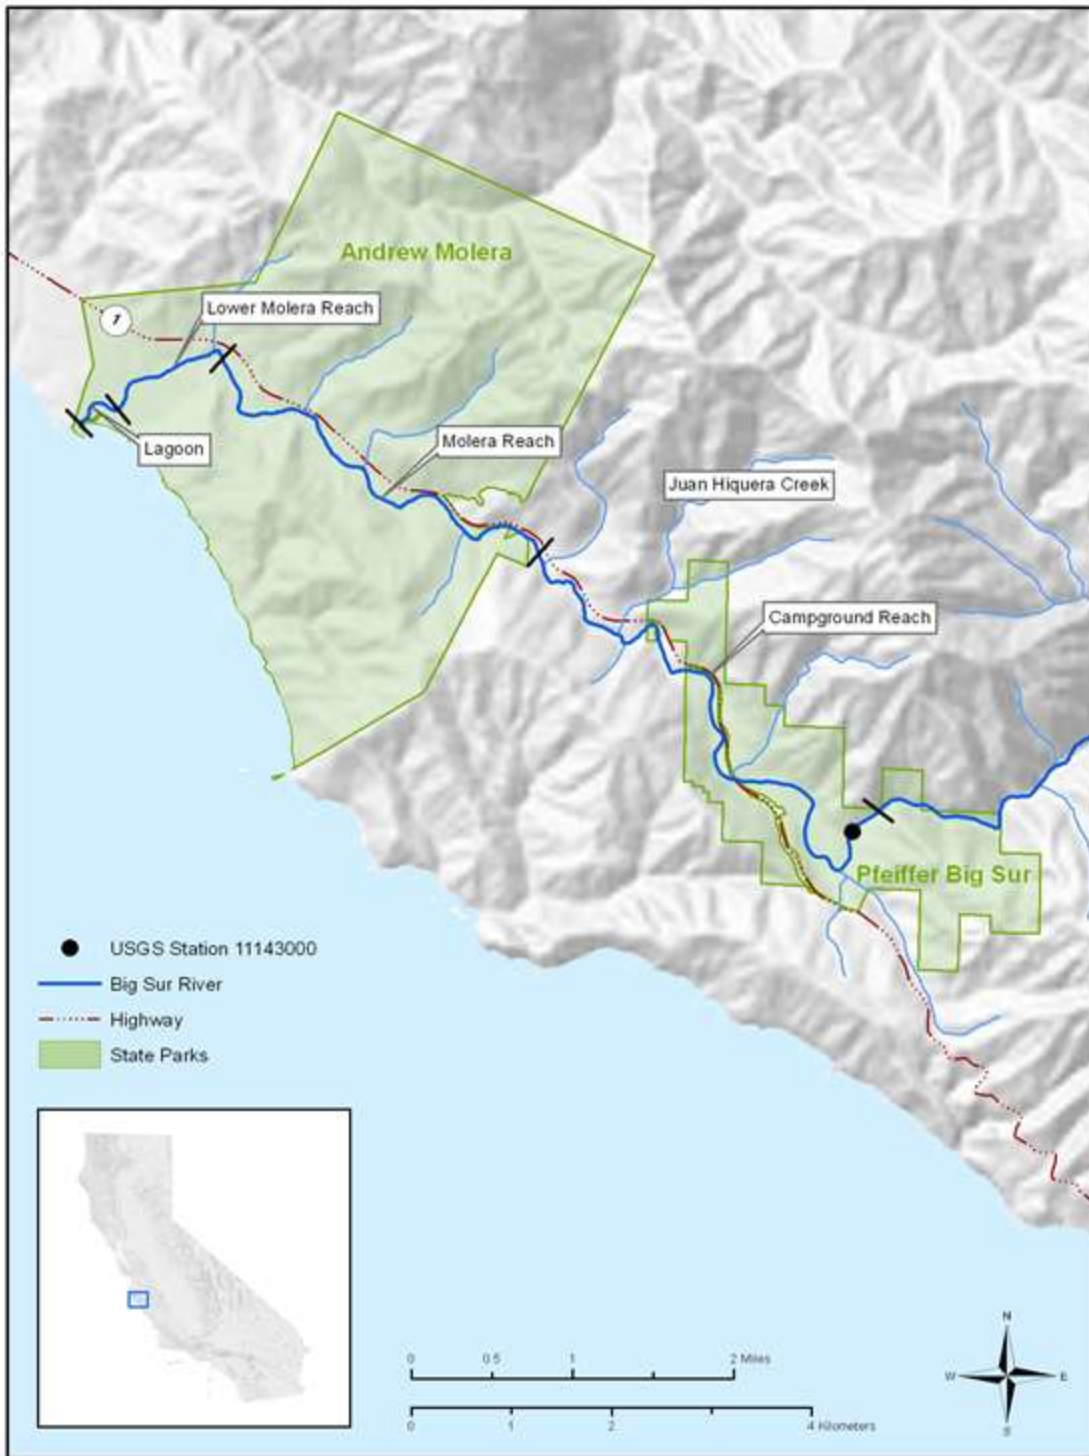 Andrew Molera
Lower Molera Reach
1
Lagoon
Molera Reach
Juan Hiquera Creek
Campground Reach
Pfeiffer Big Sur
USGS Station 11143000
Big Sur River
Highway
State Parks
0 0.5 1 2 Miles
0 1 2 4 Kilometers
N
W E
S